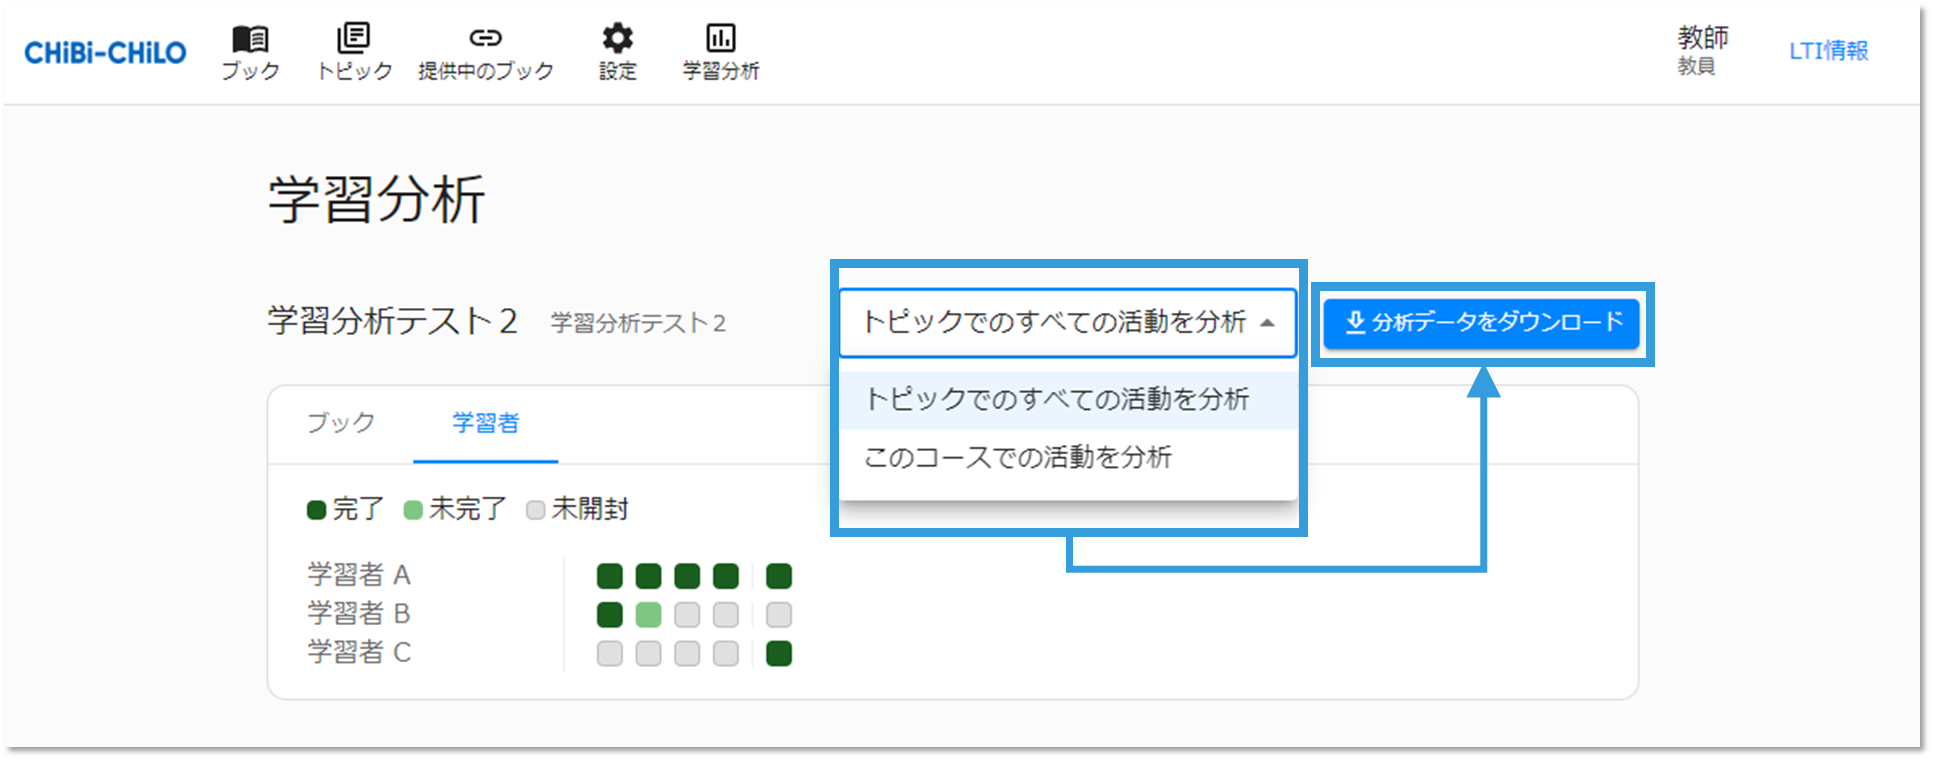 CHiBi-CHiLO
ブック
トピック
提供中のブック
設定
学習分析
教師
教員
LTI情報
学習分析
学習分析テスト2 学習分析テスト2
トピックでのすべての活動を分析
分析データをダウンロード
トピックでのすべての活動を分析
このコースでの活動を分析
ブック 学習者
完了 未完了 未開封
学習者 A
学習者 B
学習者 C